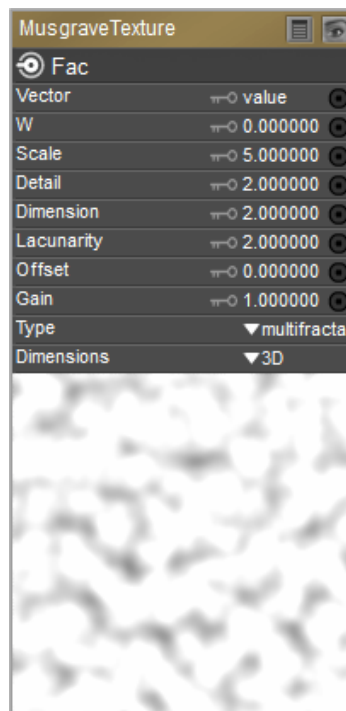 MusgraveTexture
Fac
Vector value
W 0.000000
Scale 5.000000
Detail 2.000000
Dimension 2.000000
Lacunarity 2.000000
Offset 0.000000
Gain 1.000000
Type multifracta
Dimensions 3D